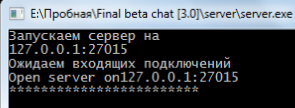 E:\Пробная\Final beta chat [3.0]\server\server.exe
Запускаем сервер на
127.0.0.1:27015
Ожидаем входящих подключений
Open server on127.0.0.1:27015
*************************